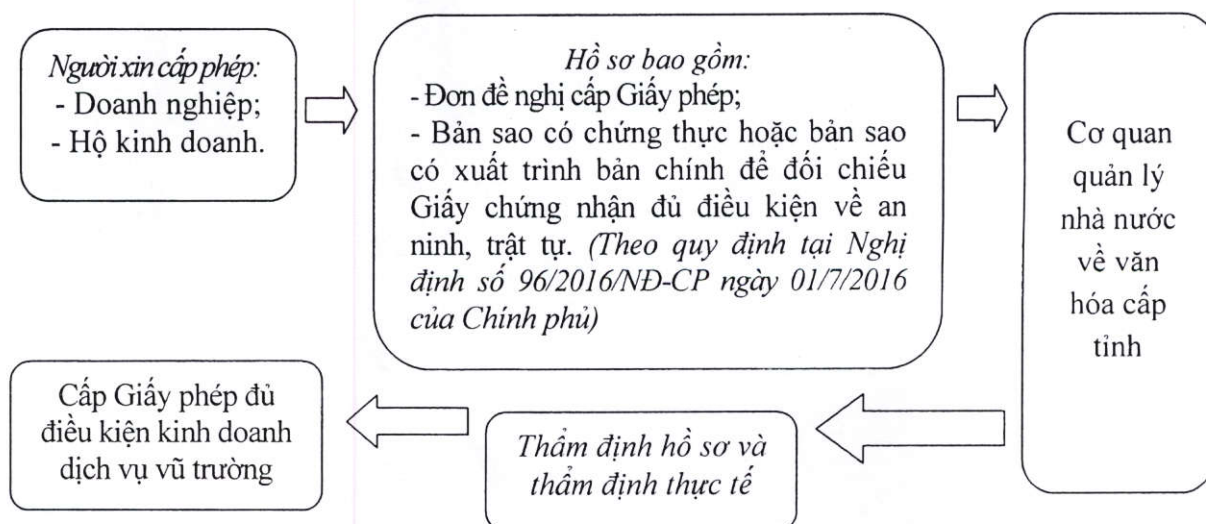 Người xin cấp phép:
- Doanh nghiệp;
- Hộ kinh doanh.
Hồ sơ bao gồm:
- Đơn đề nghị cấp Giấy phép;
- Bản sao có chứng thực hoặc bản sao
có xuất trình bản chính để đối chiếu
Giấy chứng nhận đủ điều kiện về an
ninh, trật tự. (Theo quy định tại Nghị
định số 96/2016/NĐ-CP ngày 01/7/2016
của Chính phủ)
Cơ quan
quản lý
nhà nước
về văn
hóa cấp
tỉnh
Thẩm định hồ sơ và
thẩm định thực tế
Cấp Giấy phép đủ
điều kiện kinh doanh
dịch vụ vũ trường